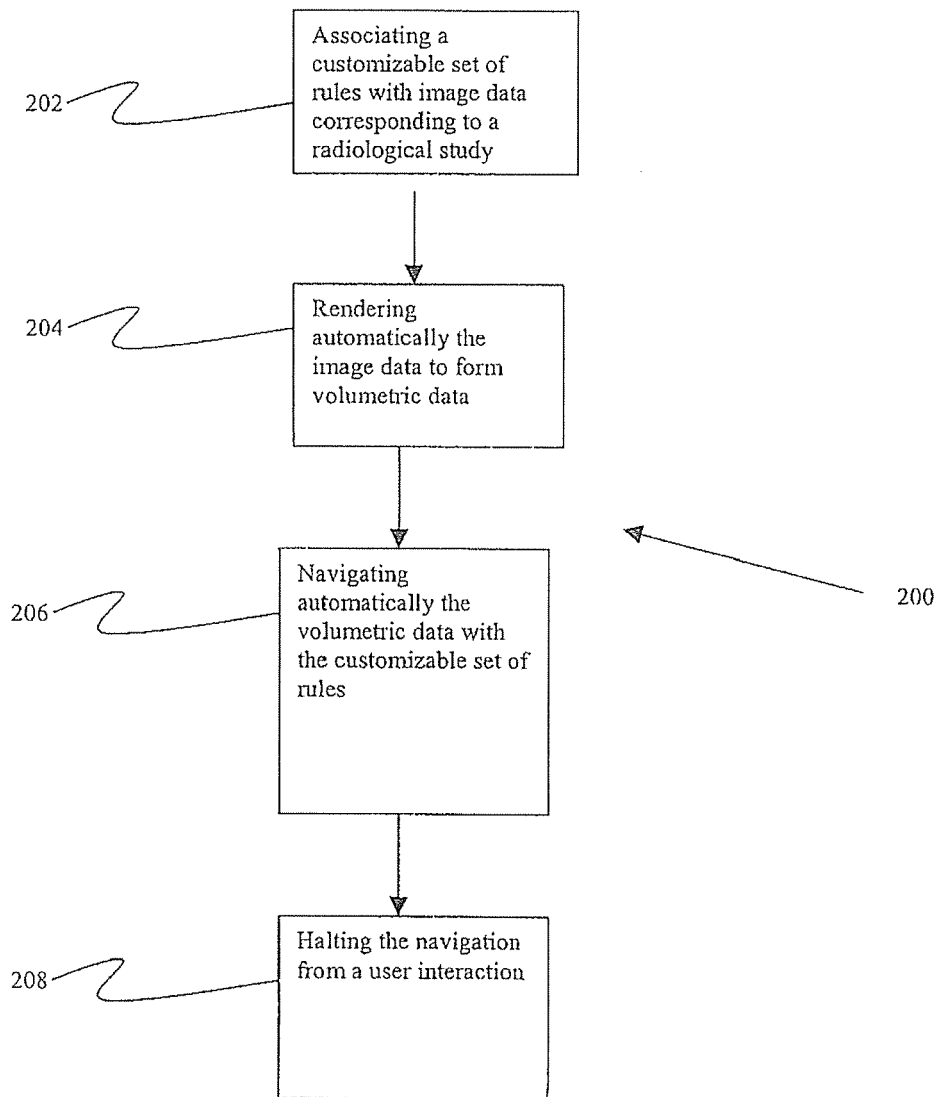 Associating a
customizable set of
rules with image data
corresponding to a
radiological study
202
Rendering
automatically the
image data to form
volumetric data
204
Navigating
automatically the
volumetric data with
the customizable set of
rules
206
200
Halting the navigation
from a user interaction
208